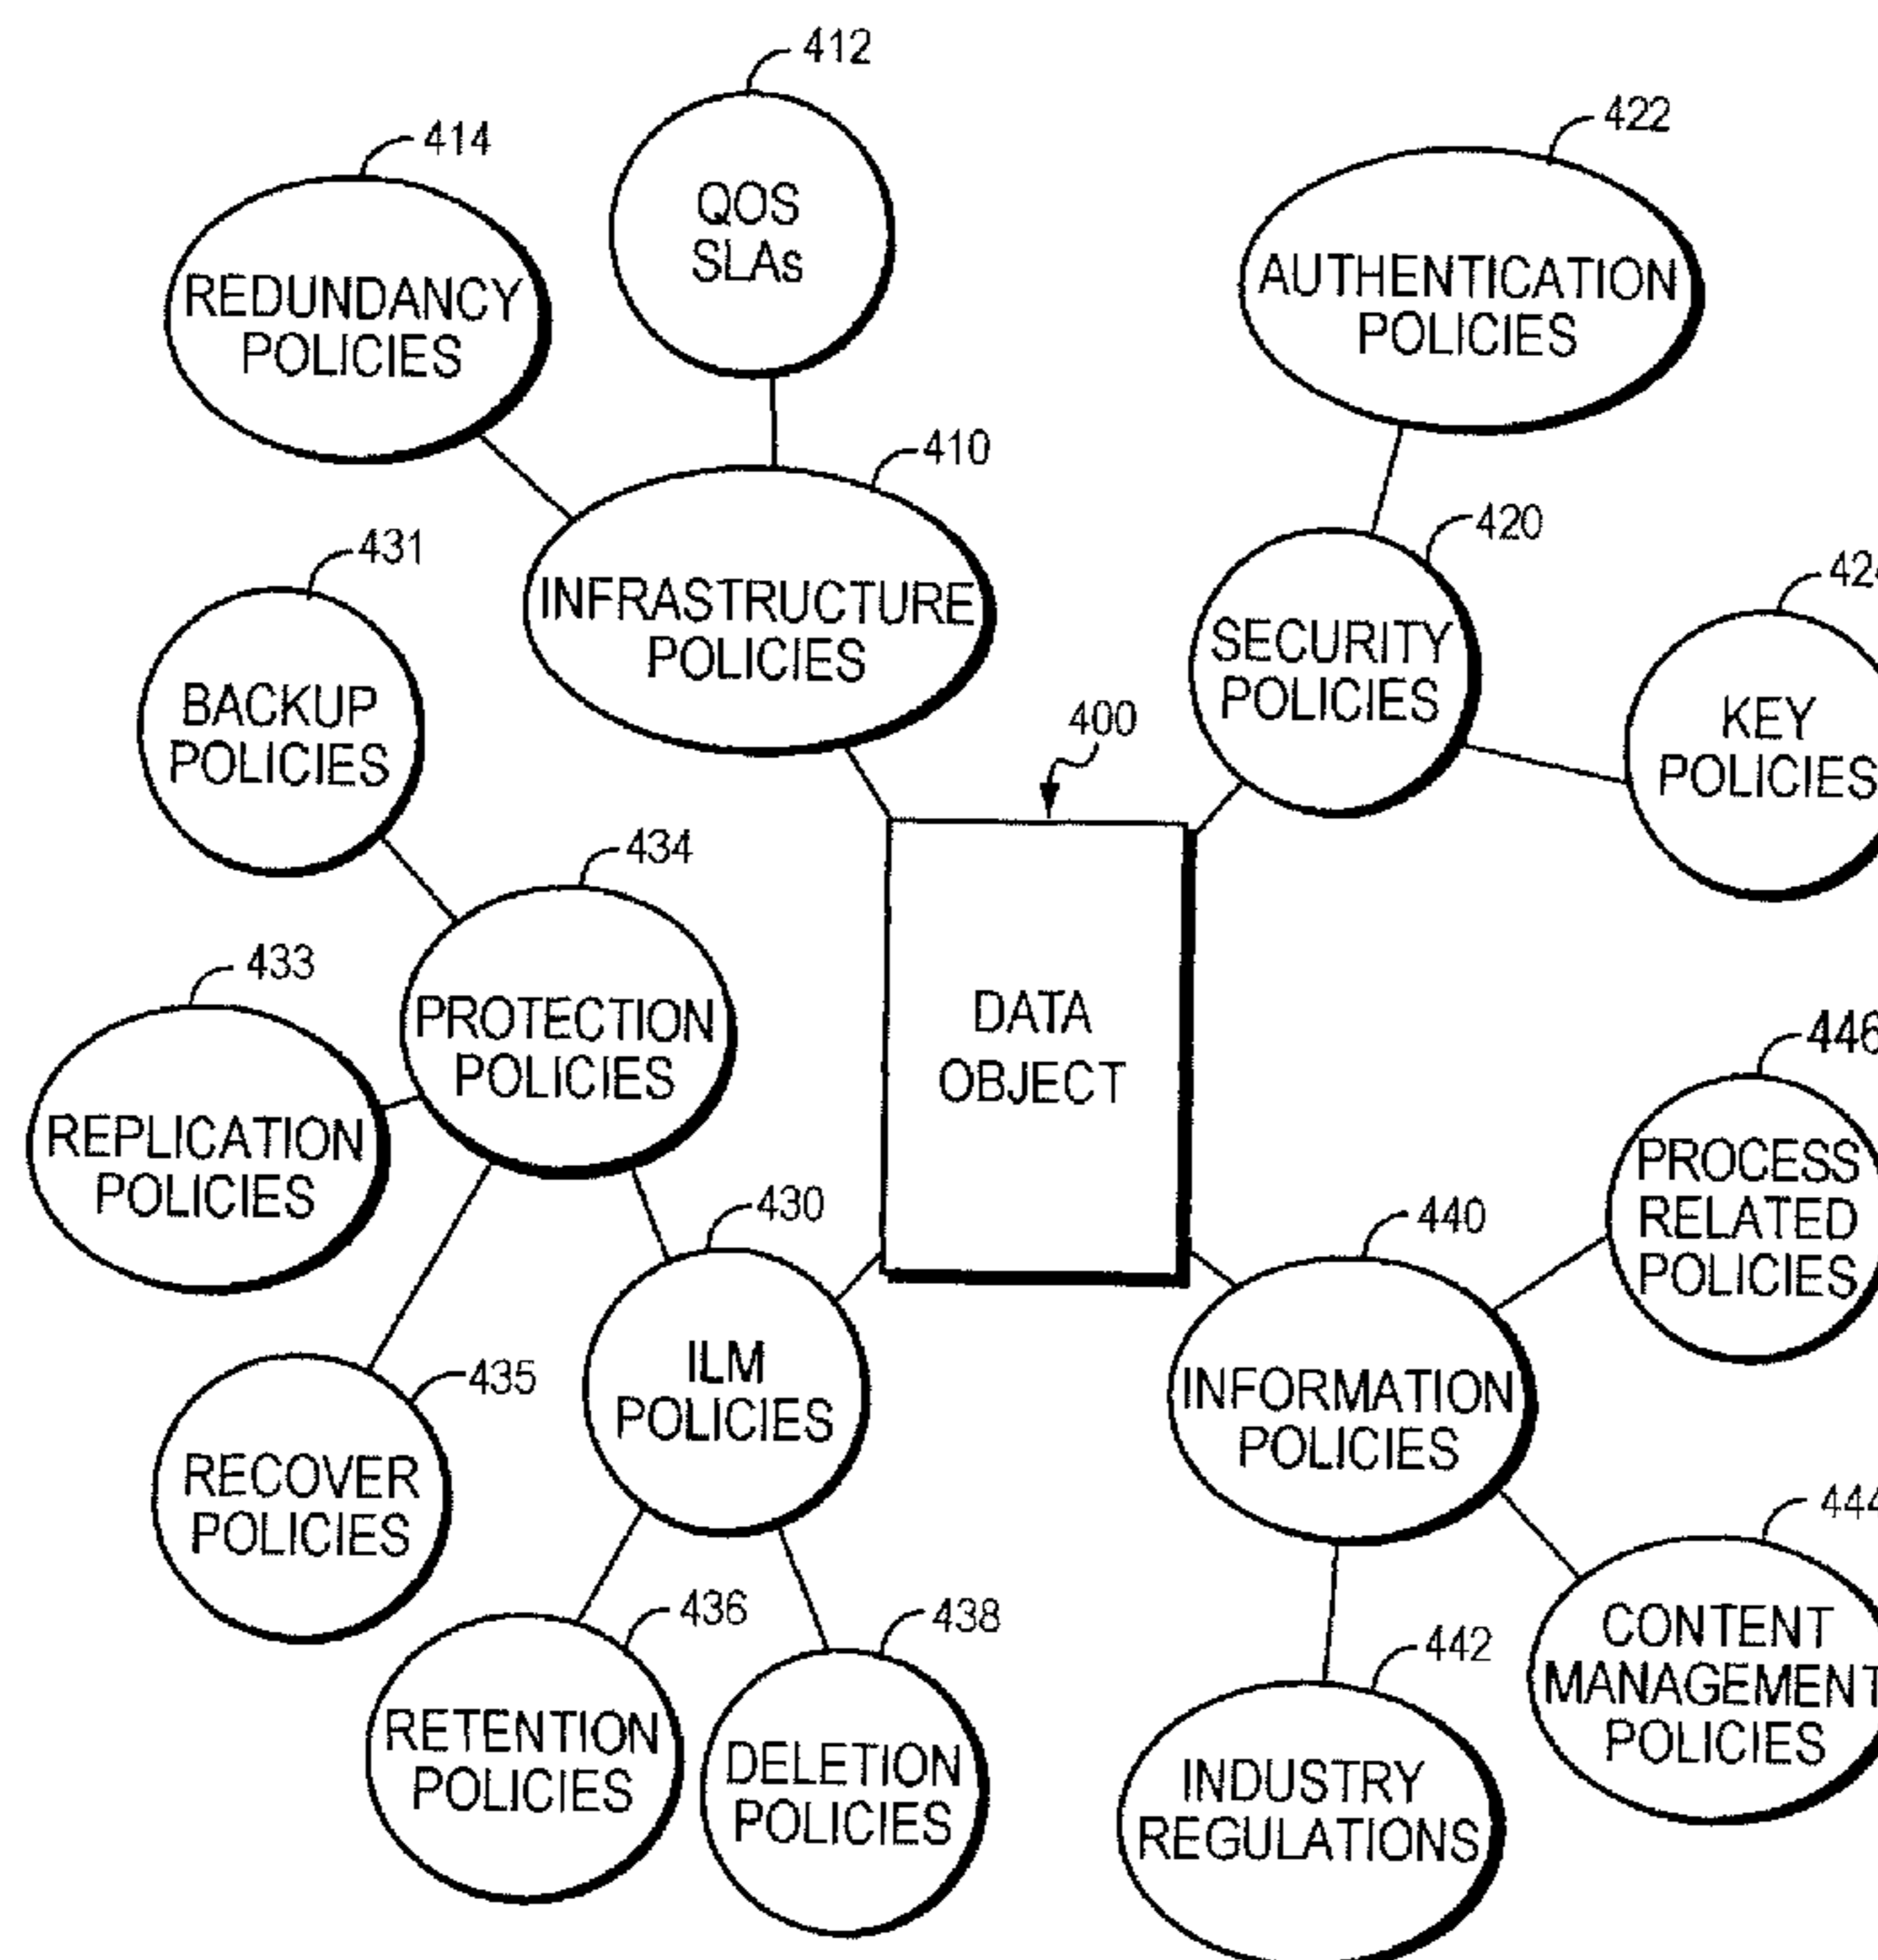 412
414
422
QOS
SLAs
REDUNDANCY
POLICIES
AUTHENTICATION
POLICIES
410
431
420
INFRASTRUCTURE
POLICIES
SECURITY
POLICIES
BACKUP
POLICIES
400
KEY
POLICIES
434
433
PROTECTION
POLICIES
DATA
OBJECT
446
REPLICATION
POLICIES
PROCESS
RELATED
POLICIES
430
440
435
ILM
POLICIES
INFORMATION
POLICIES
RECOVER
POLICIES
444
436
438
442
CONTENT
MANAGEMENT
POLICIES
RETENTION
POLICIES
DELETION
POLICIES
INDUSTRY
REGULATIONS